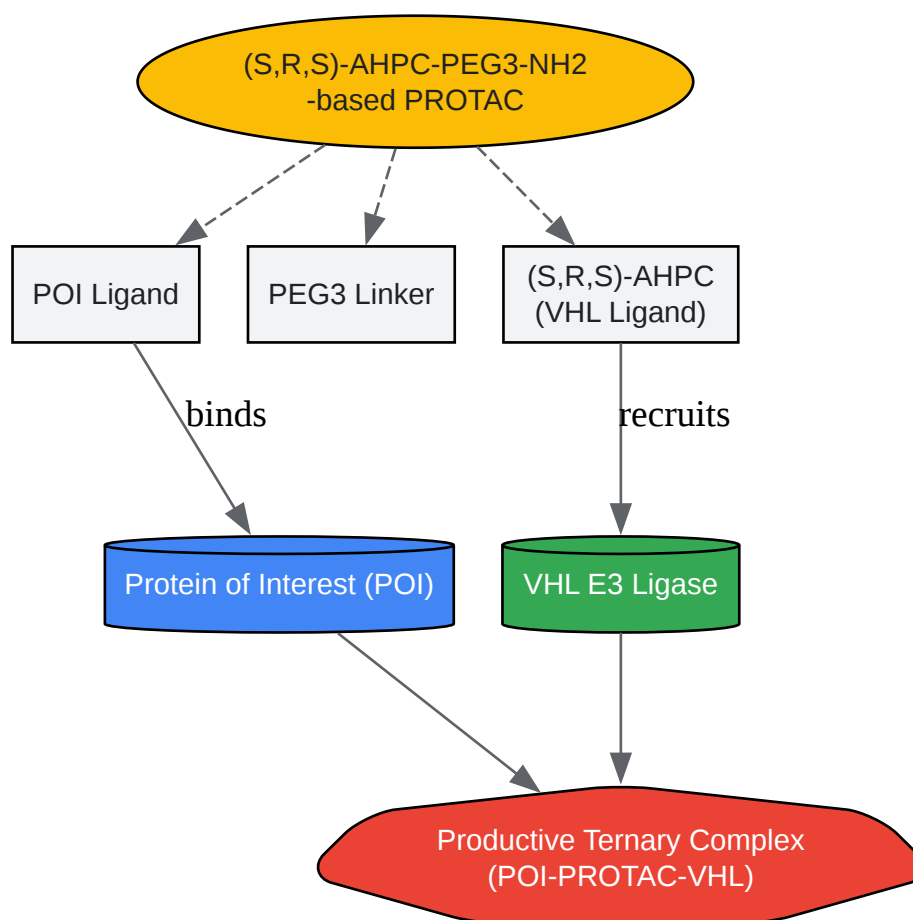 (S,R,S)-AHPC-PEG3-NH2
-based PROTAC
POI Ligand
PEG3 Linker
(S,R,S)-AHPC
(VHL Ligand)
binds
recruits
Protein of Interest (POI)
VHL E3 Ligase
Productive Ternary Complex
(POI-PROTAC-VHL)